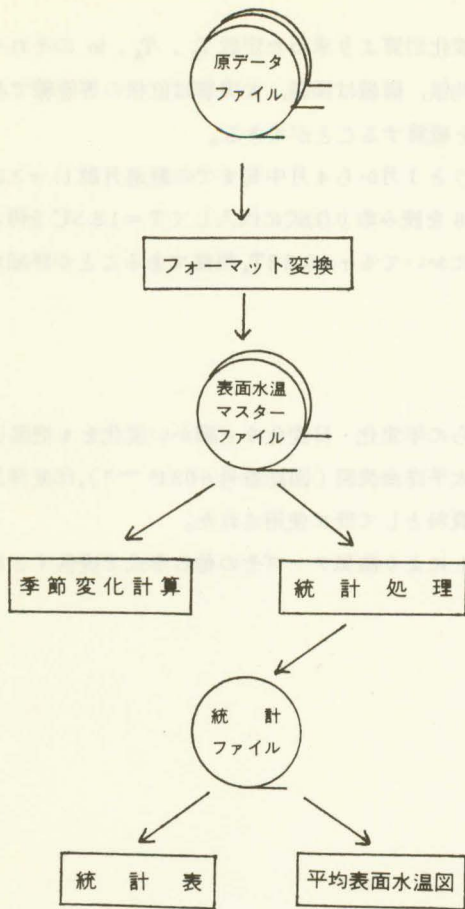 原データ
ファイル
フォーマット変換
表面水温
マスター
ファイル
季節変化計算
統計処理
統計
ファイル
統計表
平均表面水温図